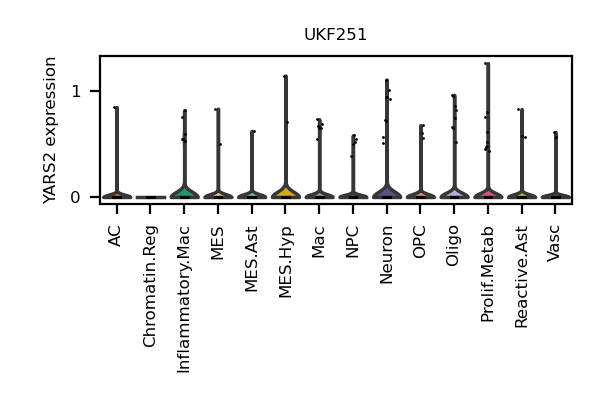 UKF251
YARS2 expression
1
0
AC
Chromatin.Reg
Inflammatory.Mac
MES
MES.Ast
MES.Hyp
Mac
NPC
Neuron
OPC
Oligo
Prolif.Metab
Reactive.Ast
Vasc